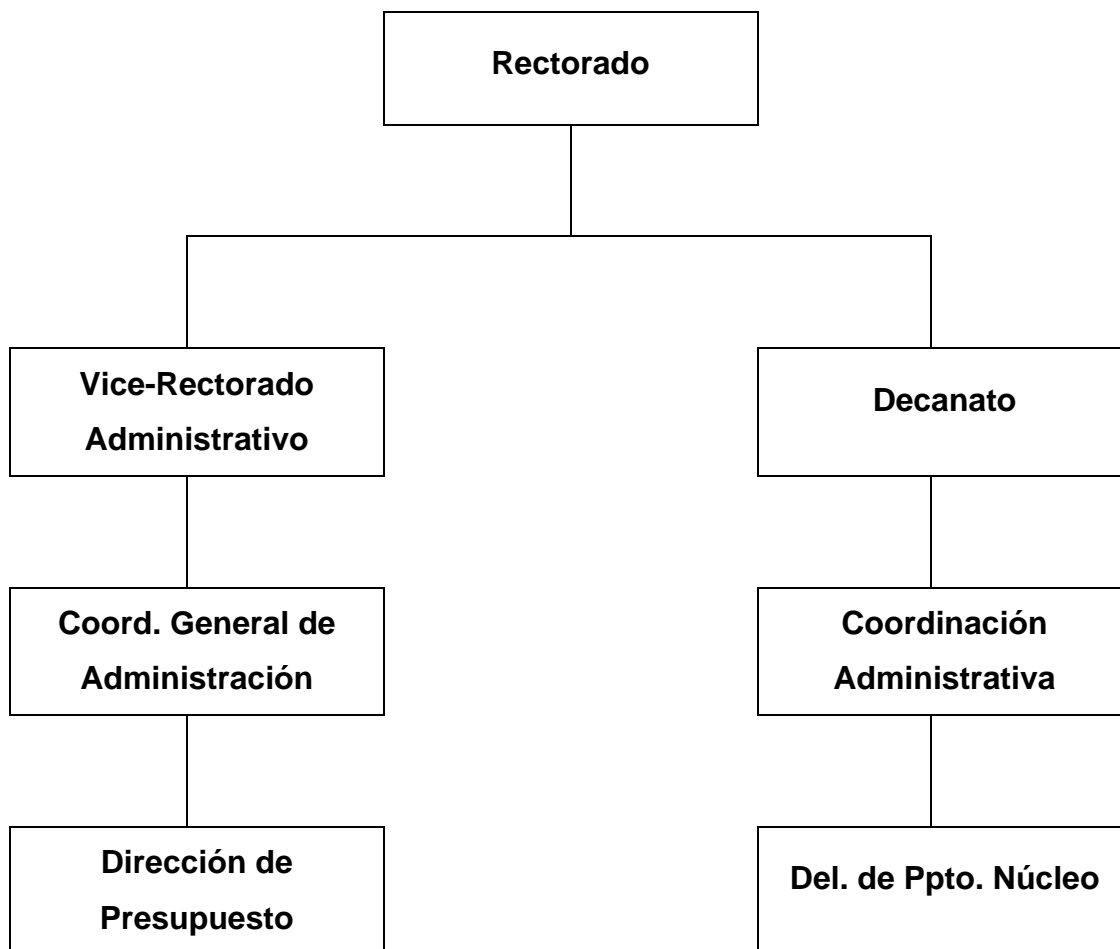 Rectorado
Vice-Rectorado
Administrativo
Decanato
Coord. General de
Administración
Coordinación
Administrativa
Dirección de
Presupuesto
Del. de Ppto. Núcleo